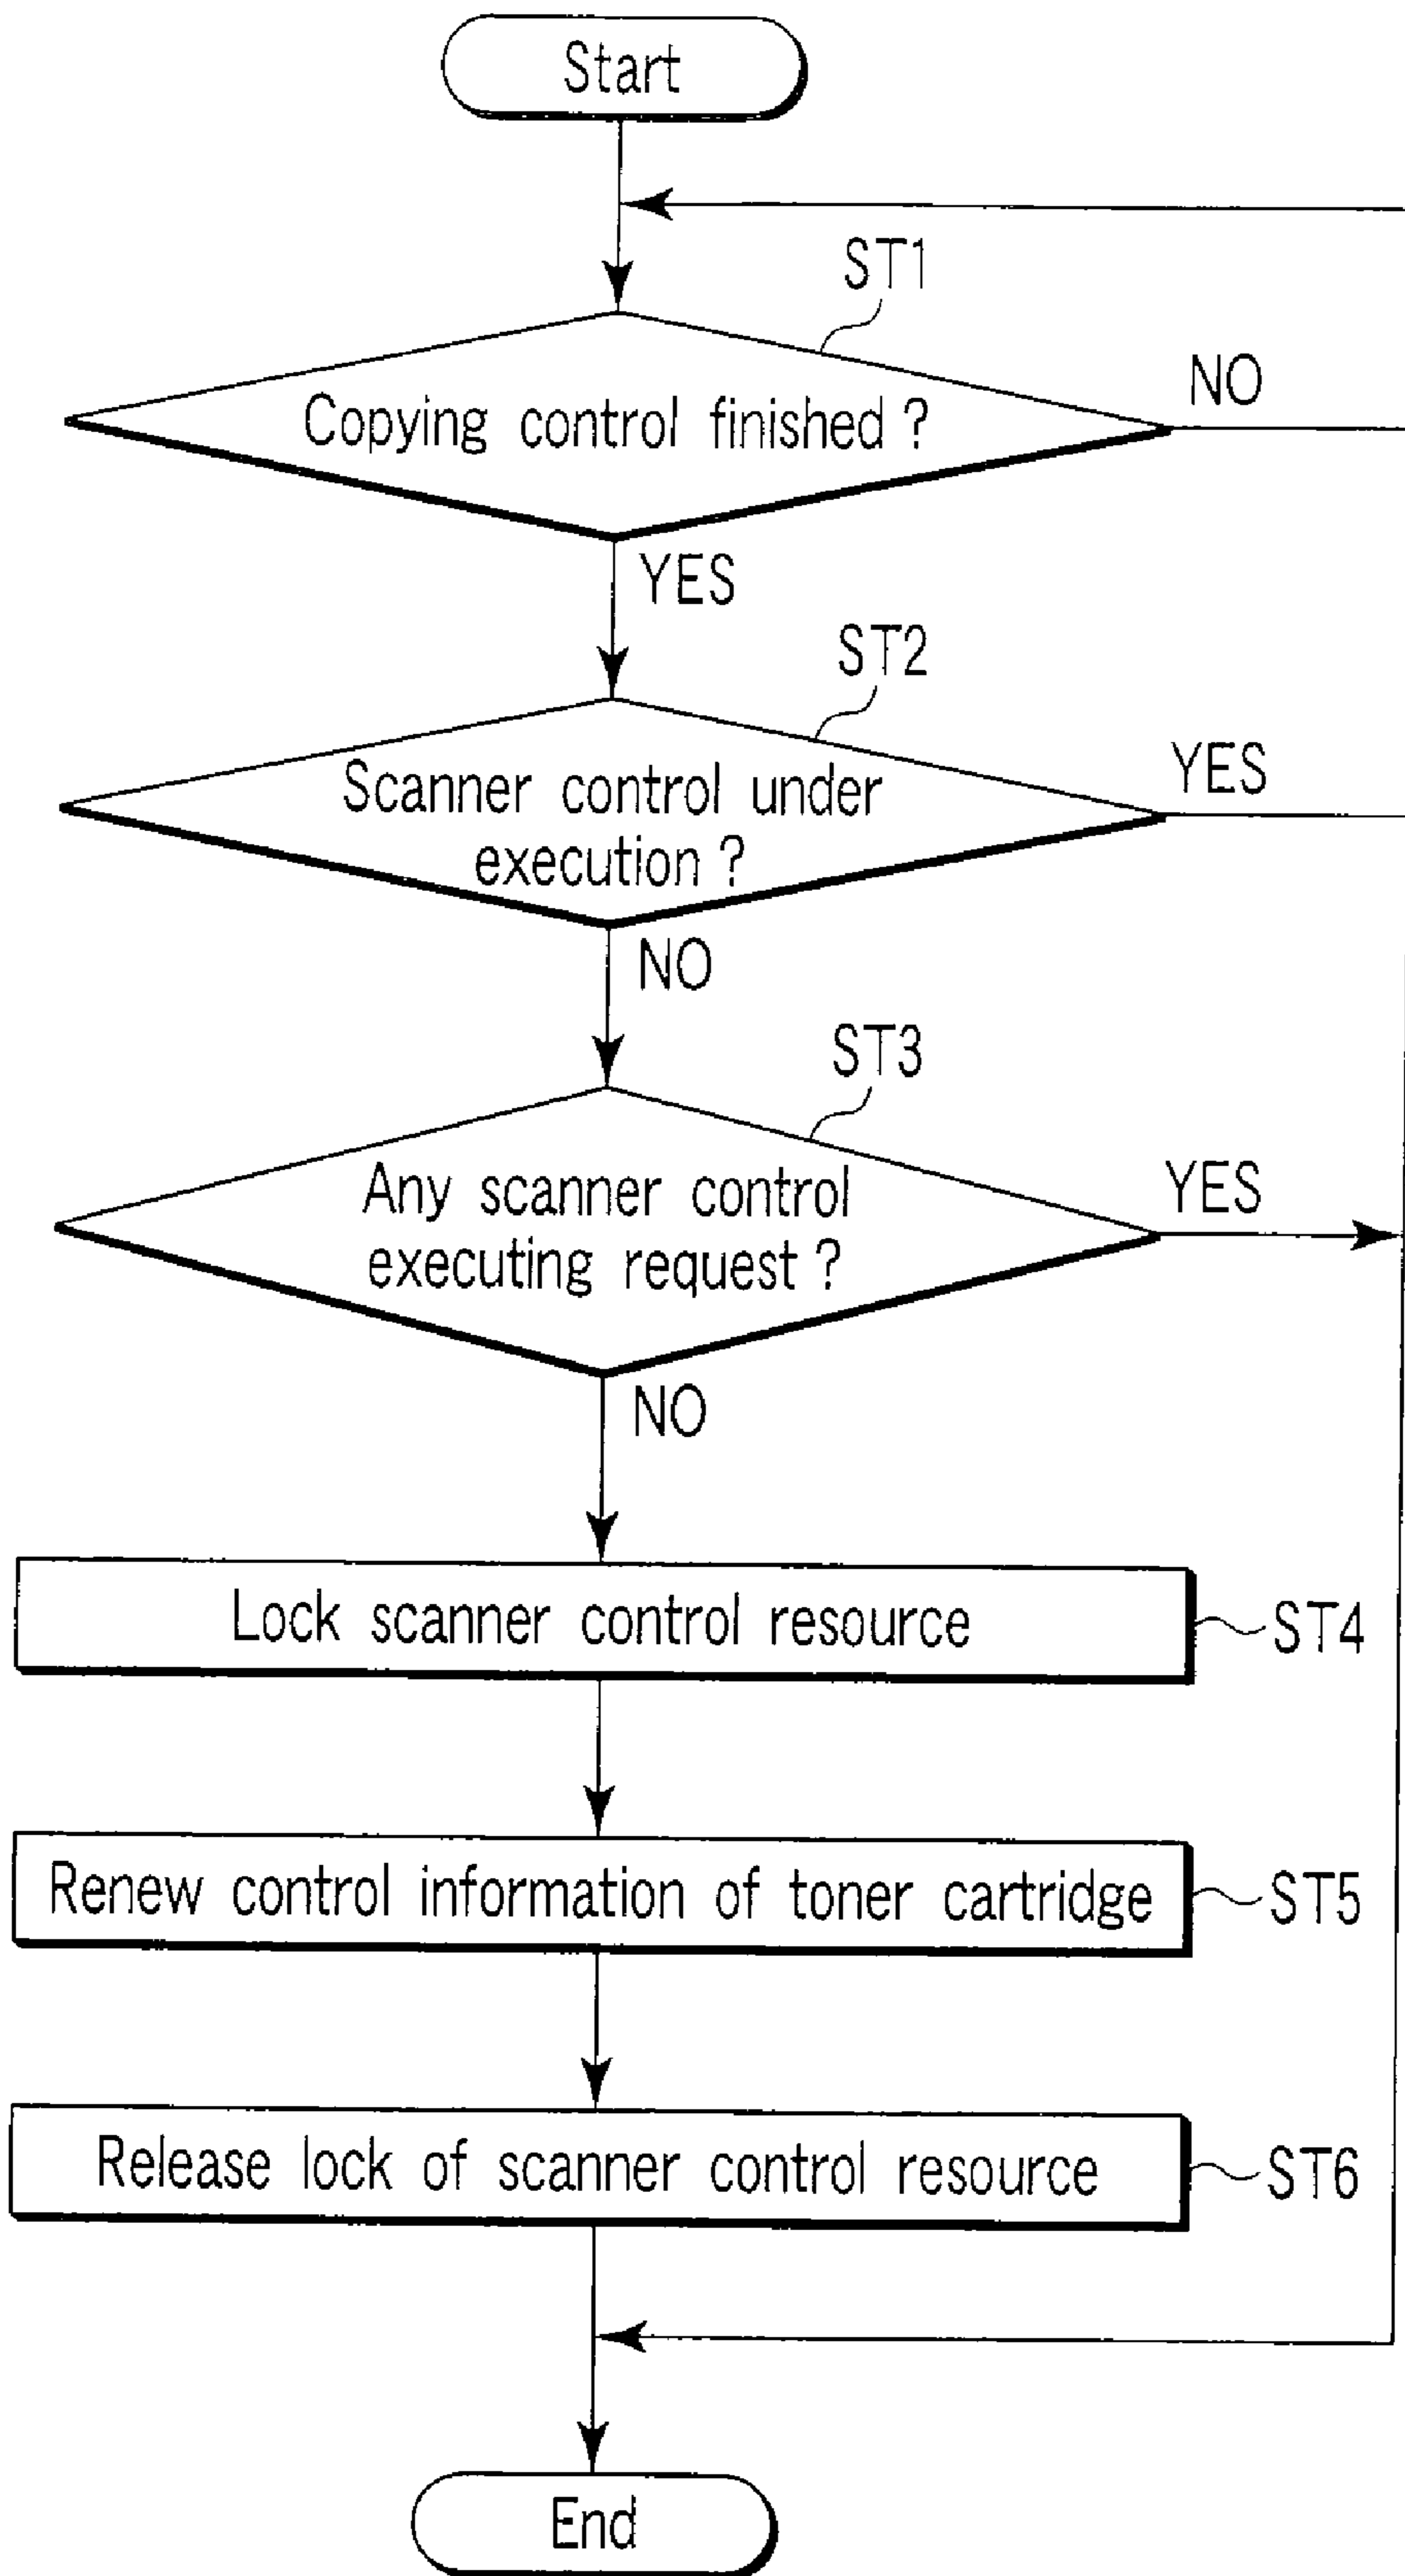 Start
ST1
Copying control finished ?
NO
YES
ST2
Scanner control under
execution ?
YES
NO
ST3
Any scanner control
executing request ?
YES
NO
Lock scanner control resource
ST4
Renew control information of toner cartridge
ST5
Release lock of scanner control resource
ST6
End